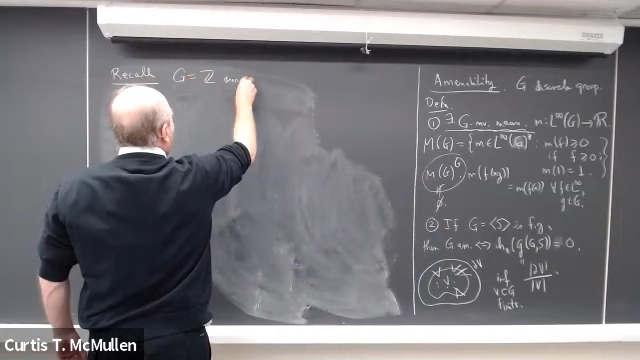 Recall G = ℤ
Amenability. G discrete group.
Defn.
① ∃ G-inv. mean. m: L^∞(G) → ℝ
M(G) = {m ∈ L^∞(G)* : m(f) ≥ 0
if f ≥ 0;
m(1) = 1. }
M(G)^G : m(f∘g)
= m(f) ∀ f ∈ L^∞,
g ∈ G.
≠
∅.
② If G = <S> is f.g,
then G am. ⟺ (G,S)) = 0.
V
∂V
inf |∂V|
V⊂G |V| .
finite.
Curtis T. McMullen